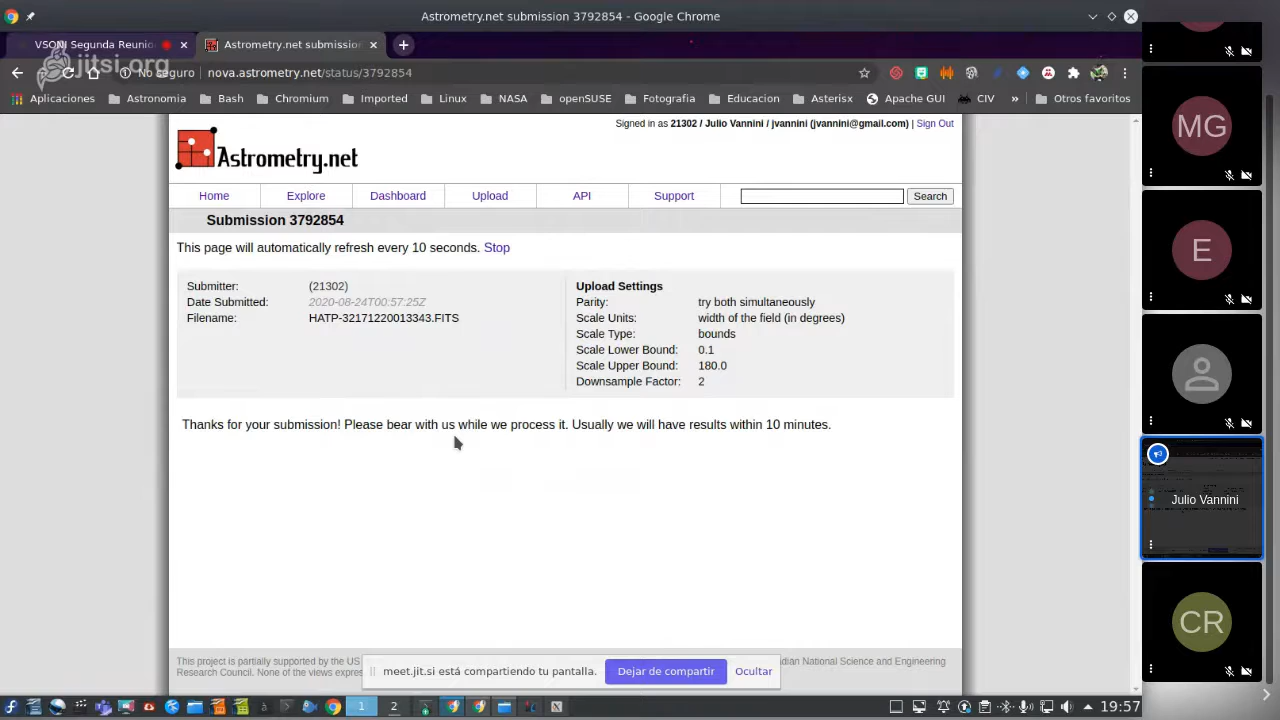 Astrometry.net submission 3792854 - Google Chrome
VSONI Segunda Reunio
Astrometry.net submissio
jitsi.org
No seguro
nova.astrometry.net/status/3792854
Aplicaciones
Astronomia
Bash
Chromium
Imported
Linux
NASA
openSUSE
Fotografia
Educacion
Asterisx
Apache GUI
CIV
»
Otros favoritos
Signed in as 21302 / Julio Vannini / jvannini (jvannini@gmail.com) | Sign Out
Astrometry.net
Home
Explore
Dashboard
Upload
API
Support
Search
Submission 3792854
This page will automatically refresh every 10 seconds. Stop
Submitter: (21302)
Date Submitted: 2020-08-24T00:57:25Z
Filename: HATP-32171220013343.FITS
Upload Settings
Parity: try both simultaneously
Scale Units: width of the field (in degrees)
Scale Type: bounds
Scale Lower Bound: 0.1
Scale Upper Bound: 180.0
Downsample Factor: 2
Thanks for your submission! Please bear with us while we process it. Usually we will have results within 10 minutes.
This project is partially supported by the US
dian National Science and Engineering
Research Council. None of the views expres
meet.jit.si está compartiendo tu pantalla.
Dejar de compartir
Ocultar
MG
E
Julio Vannini
CR
1
2
19:57